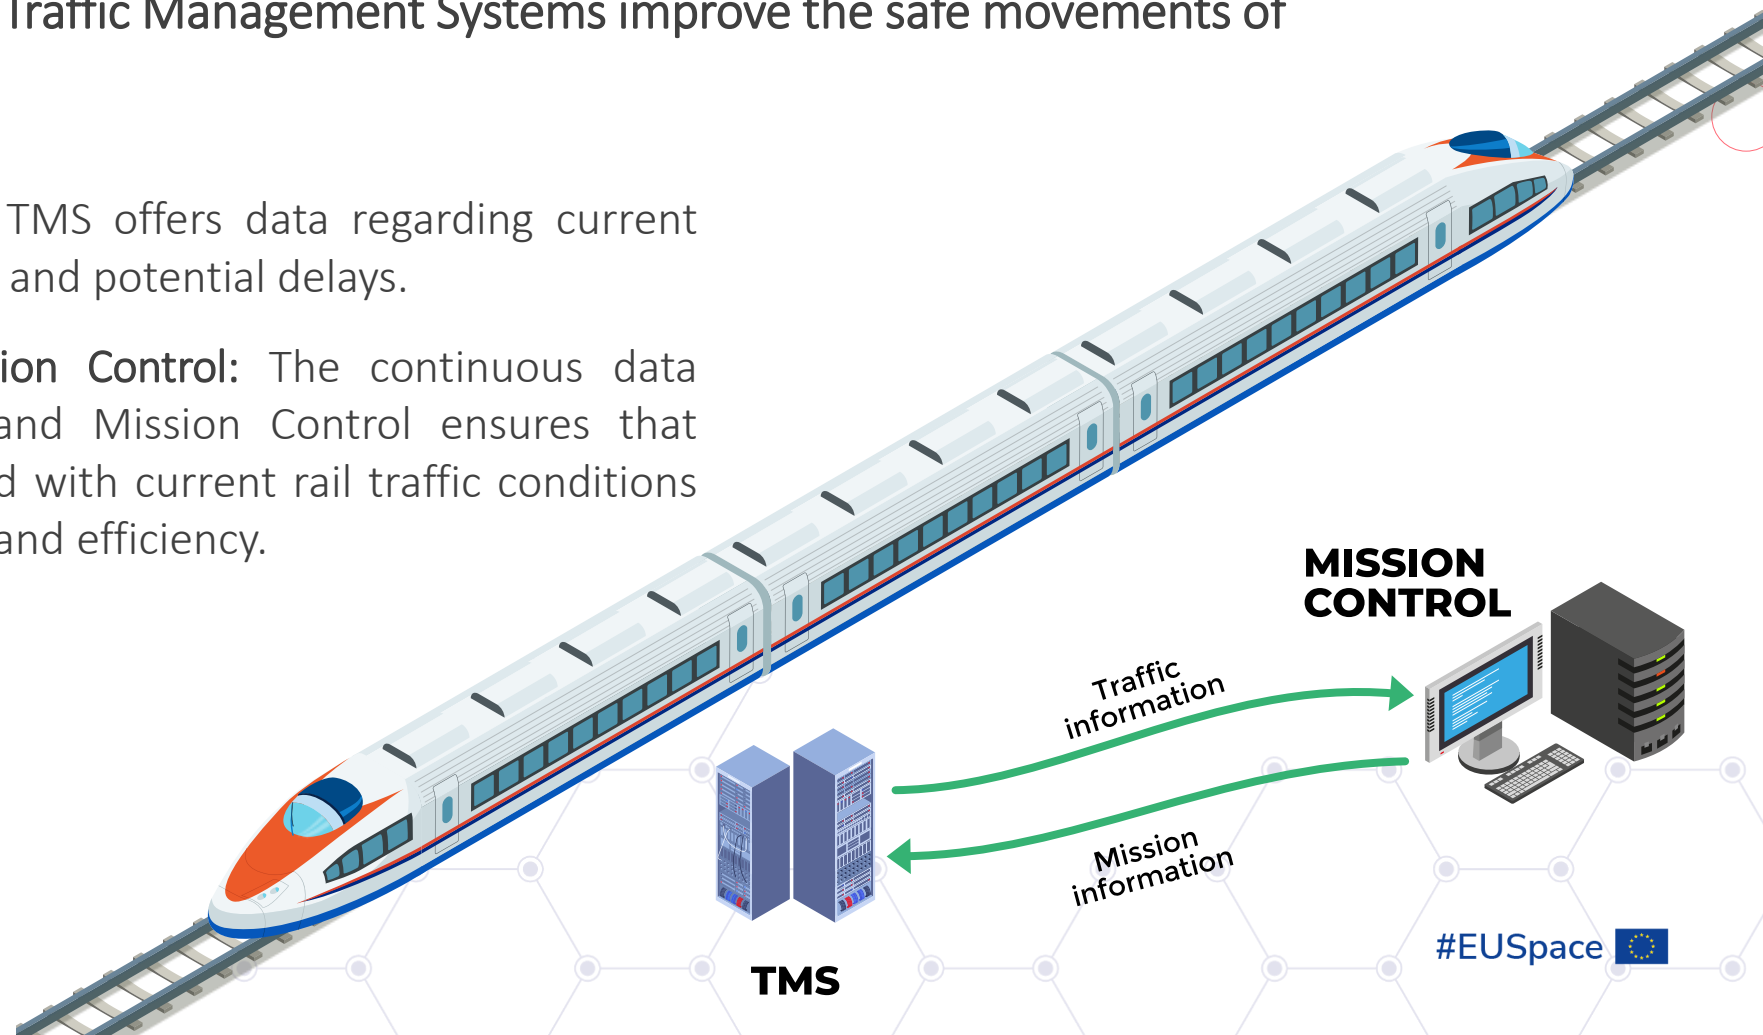 Traffic Management Systems improve the safe movements of
TMS offers data regarding current
and potential delays.
ion Control: The continuous data
and Mission Control ensures that
d with current rail traffic conditions
and efficiency.
MISSION
CONTROL
Traffic
information
Mission
information
TMS
#EUSpace